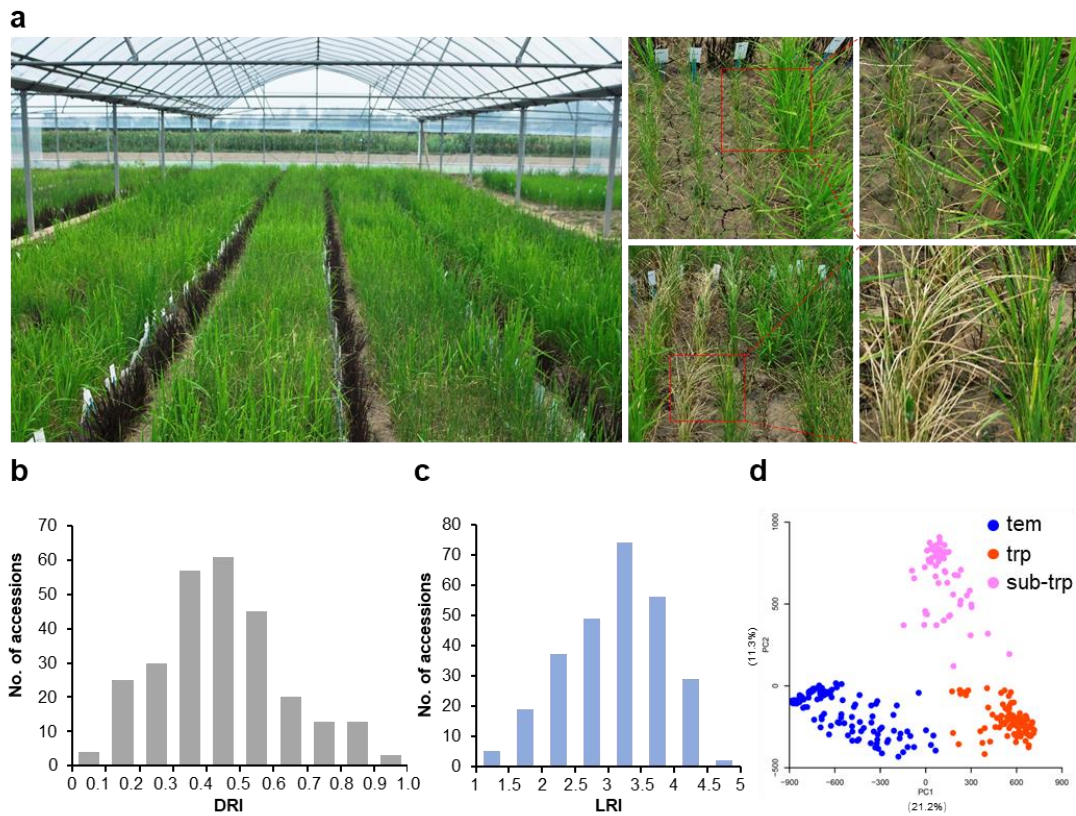 a
b
c
d
70
60
50
40
30
20
10
0
No. of accessions
0 0.1 0.2 0.3 0.4 0.5 0.6 0.7 0.8 0.9 1.0
DRI
80
70
60
50
40
30
20
10
0
No. of accessions
1 1.5 2 2.5 3 3.5 4 4.5 5
LRI
tem
trp
sub-trp
1000
500
0
−500
PC2
(11.3%)
−900 −600 −300 0 300 600 900
PC1
(21.2%)